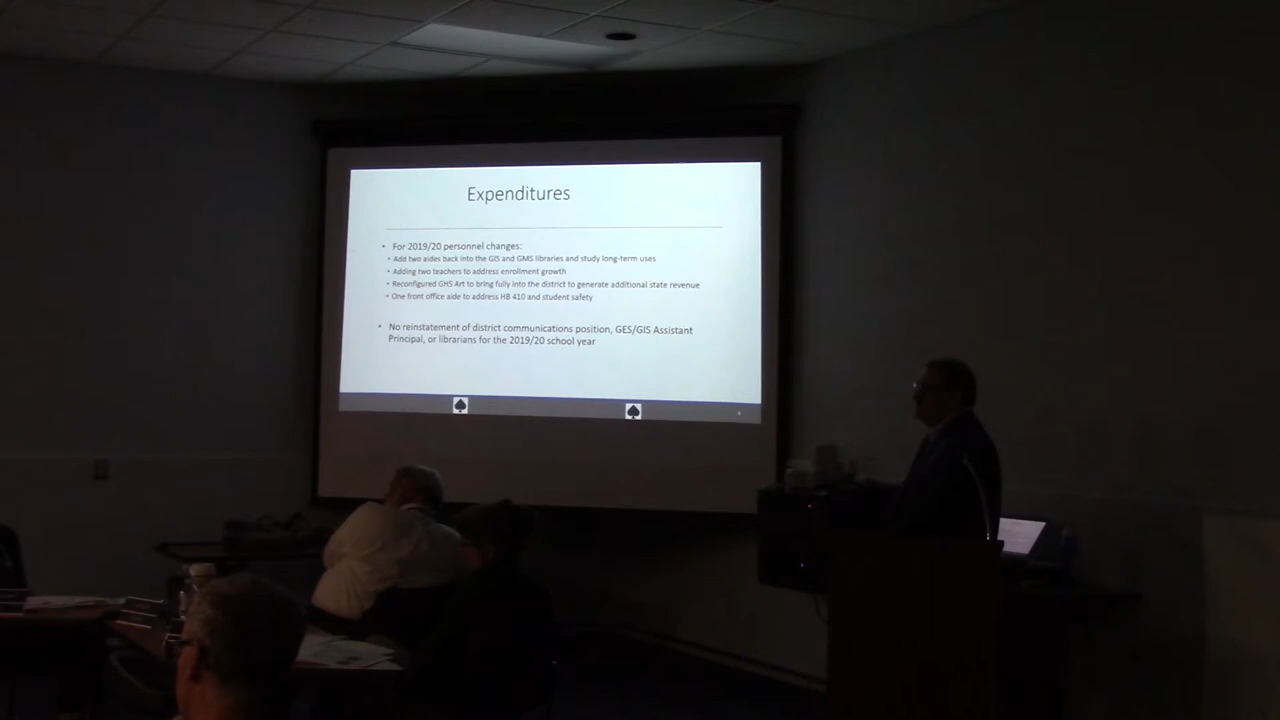 Expenditures
• For 2019/20 personnel changes:
• Add two aides back into the GIS and GMS libraries and study long-term uses
• Adding two teachers to address enrollment growth
• Reconfigured GHS Art to bring fully into the district to generate additional state revenue
• One front office aide to address HB 410 and student safety
• No reinstatement of district communications position, GES/GIS Assistant
Principal, or librarians for the 2019/20 school year